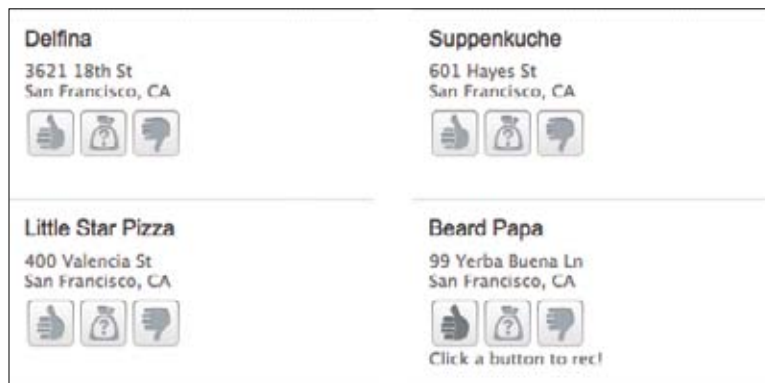 Delfina
3621 18th St
San Francisco, CA
?
Suppenkuche
601 Hayes St
San Francisco, CA
?
Little Star Pizza
400 Valencia St
San Francisco, CA
?
Beard Papa
99 Yerba Buena Ln
San Francisco, CA
?
Click a button to rec!